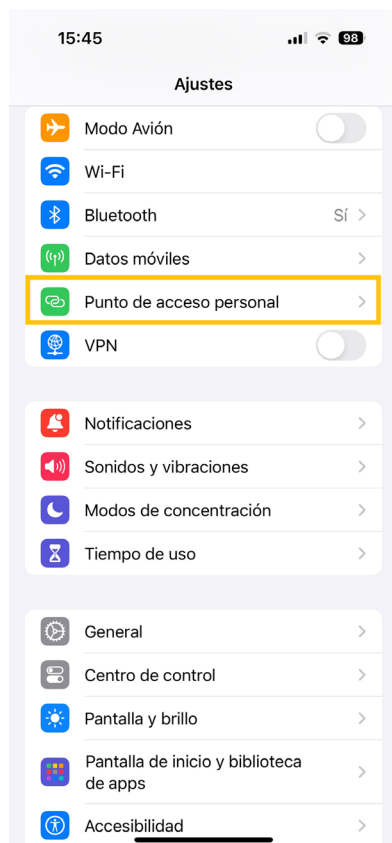 15:45
98
Ajustes
Modo Avión
Wi-Fi
Bluetooth
Sí
Datos móviles
Punto de acceso personal
VPN
Notificaciones
Sonidos y vibraciones
Modos de concentración
Tiempo de uso
General
Centro de control
Pantalla y brillo
Pantalla de inicio y biblioteca
de apps
Accesibilidad